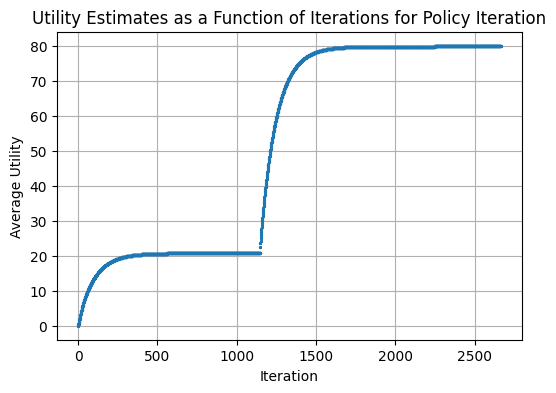 Utility Estimates as a Function of Iterations for Policy Iteration
80
70
60
50
40
30
20
10
0
Average Utility
0 500 1000 1500 2000 2500
Iteration